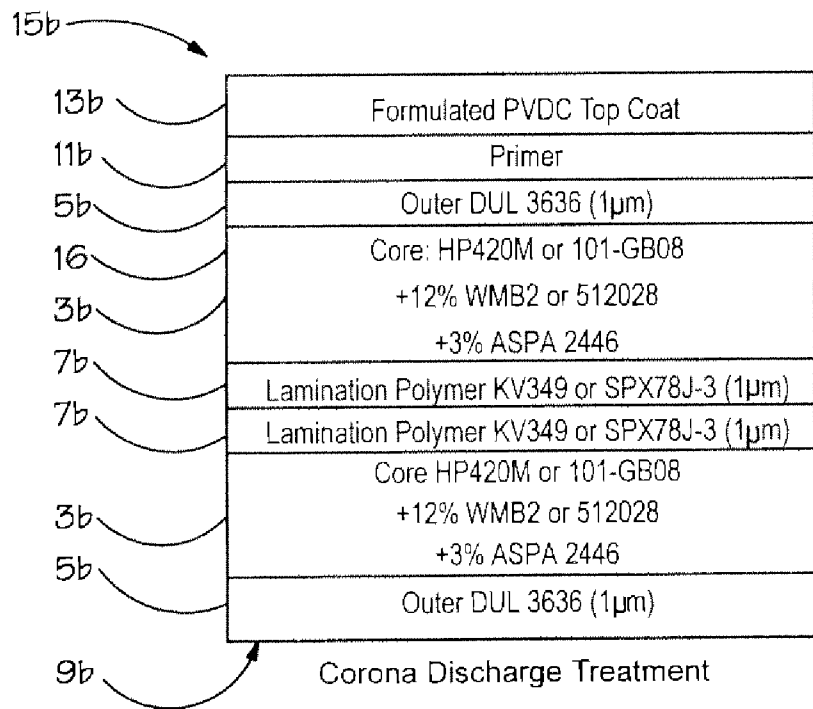 15b
13b
Formulated PVDC Top Coat
11b
Primer
5b
Outer DUL 3636 (1µm)
16
Core: HP420M or 101-GB08
3b
+12% WMB2 or 512028
+3% ASPA 2446
7b
Lamination Polymer KV349 or SPX78J-3 (1µm)
7b
Lamination Polymer KV349 or SPX78J-3 (1µm)
Core HP420M or 101-GB08
3b
+12% WMB2 or 512028
+3% ASPA 2446
5b
Outer DUL 3636 (1µm)
9b
Corona Discharge Treatment